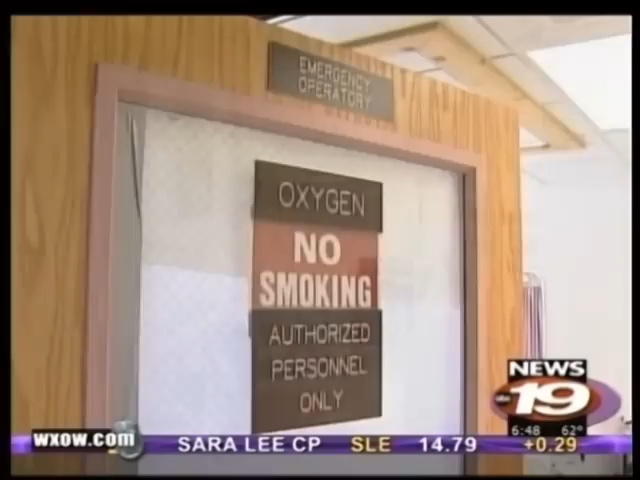 EMERGENCY
OPERATORY
OXYGEN
NO
SMOKING
AUTHORIZED
PERSONNEL
ONLY
NEWS
abc 19
6:48 62°
wxow.com
SARA LEE CP SLE 14.79 +0.29